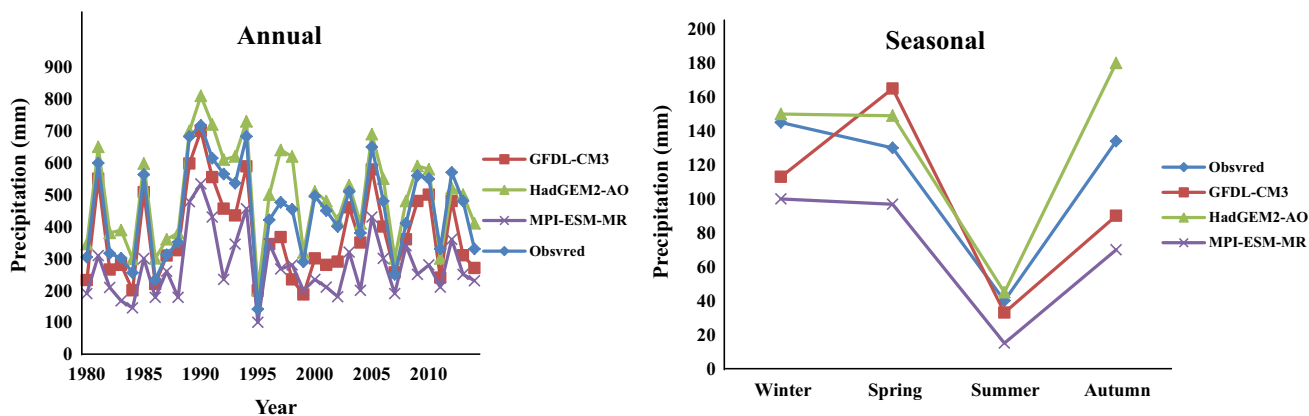 Annual
Precipitation (mm)
900
800
700
600
500
400
300
200
100
0
1980 1985 1990 1995 2000 2005 2010
Year
GFDL-CM3
HadGEM2-AO
MPI-ESM-MR
Obsvred
Seasonal
Precipitation (mm)
200
180
160
140
120
100
80
60
40
20
0
Winter Spring Summer Autumn
Obsvred
GFDL-CM3
HadGEM2-AO
MPI-ESM-MR